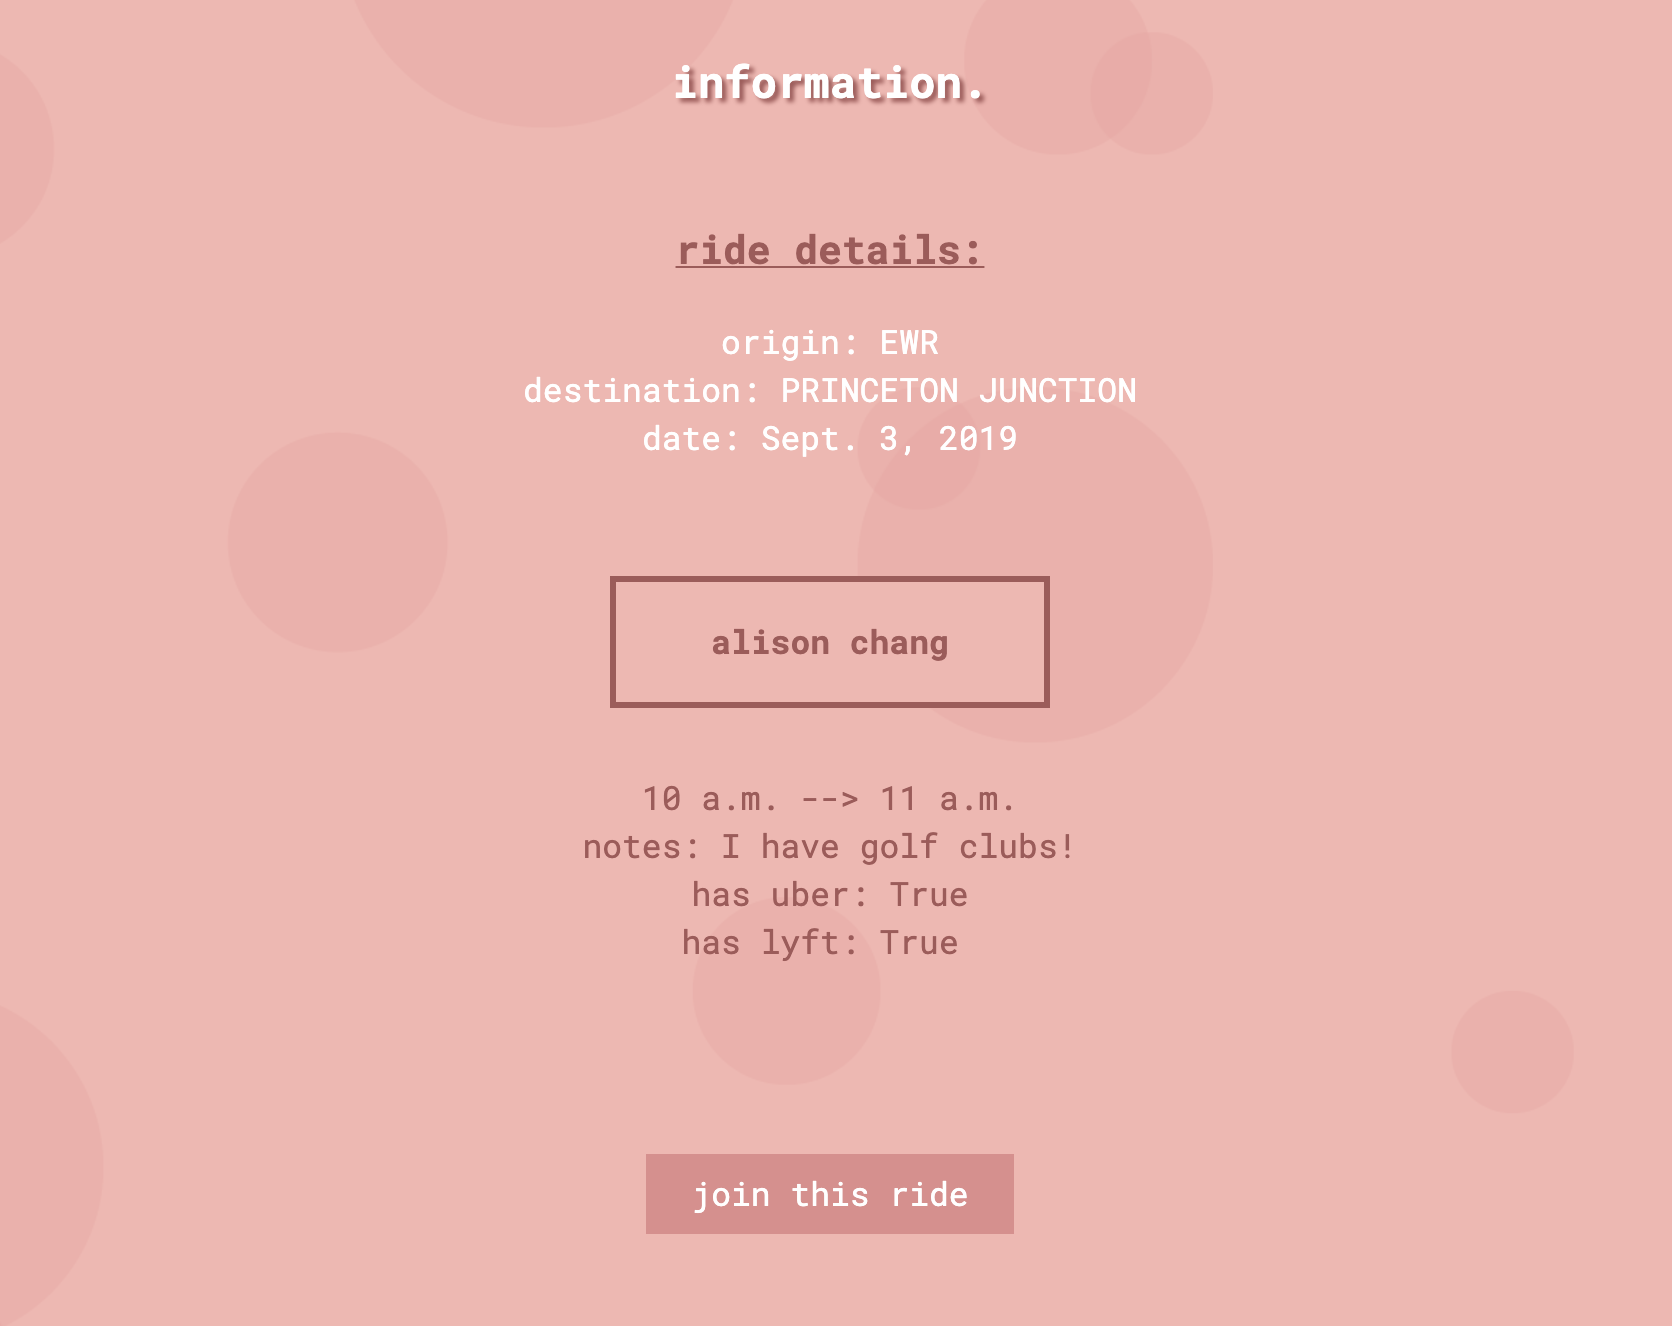 information.
ride details:
origin: EWR
destination: PRINCETON JUNCTION
date: Sept. 3, 2019
alison chang
10 a.m. --> 11 a.m.
notes: I have golf clubs!
has uber: True
has lyft: True
join this ride